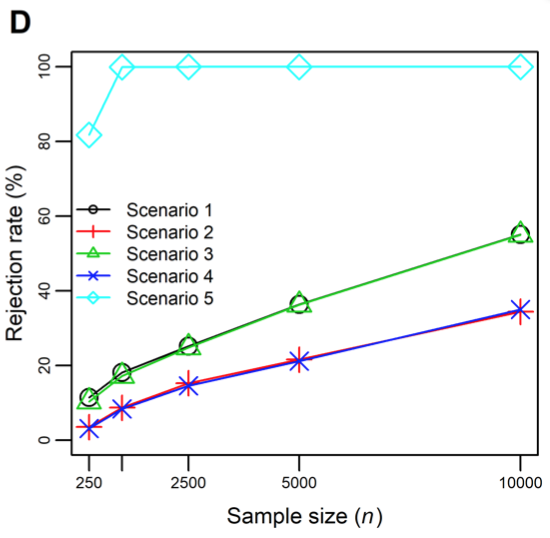 D
Rejection rate (%)
100
80
60
40
20
0
Scenario 1
Scenario 2
Scenario 3
Scenario 4
Scenario 5
250
2500
5000
10000
Sample size (n)